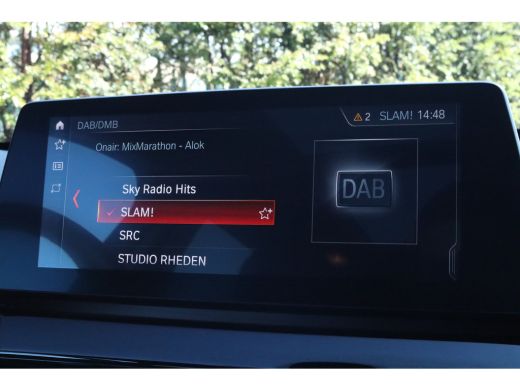 DAB/DMB
2 SLAM! 14:48
Onair: MixMarathon - Alok
Sky Radio Hits
SLAM!
SRC
STUDIO RHEDEN
DAB